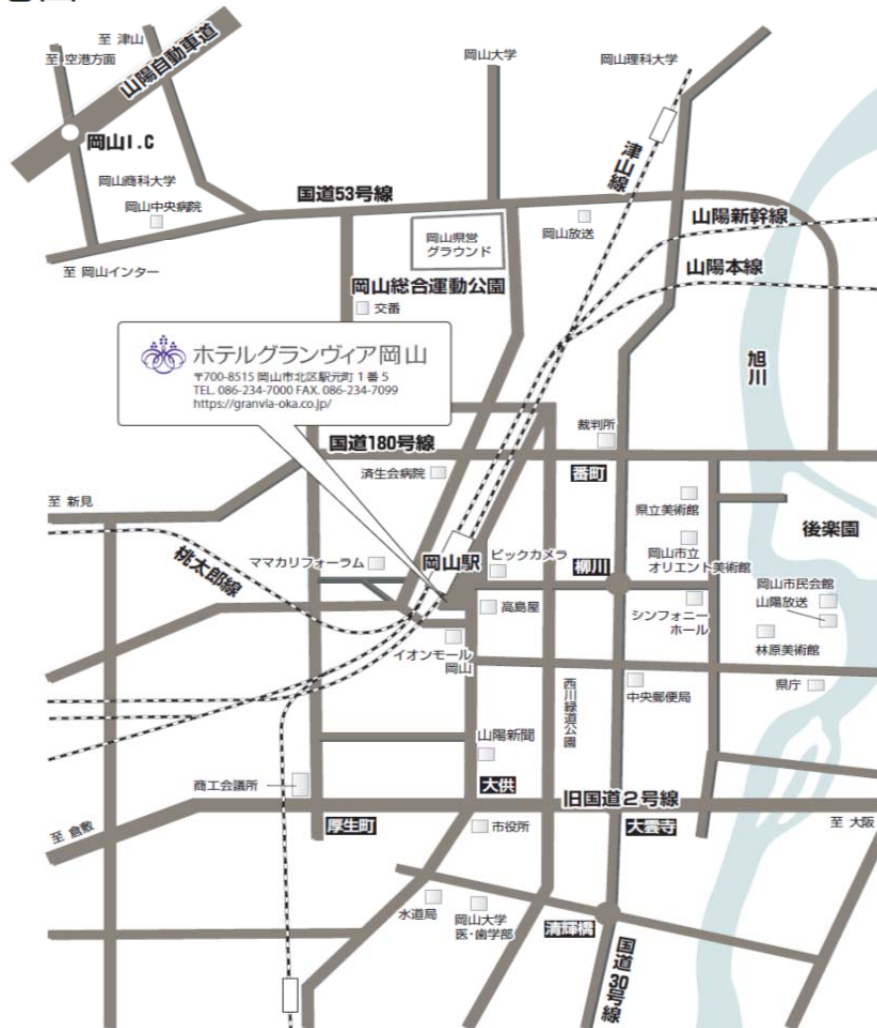 至 津山
至 空港方面
山陽自動車道
岡山大学
岡山理科大学
岡山I.C
津山線
岡山商科大学
国道53号線
岡山中央病院
山陽新幹線
岡山県営
グラウンド
岡山放送
至 岡山インター
山陽本線
岡山総合運動公園
交番
ホテルグランヴィア岡山
〒700-8515 岡山市北区駅元町 1 番 5
TEL. 086-234-7000 FAX. 086-234-7099
https://granvia-oka.co.jp/
旭川
裁判所
国道180号線
済生会病院
番町
至 新見
県立美術館
後楽園
桃太郎線
ママカリフォーラム
岡山駅
ビックカメラ
柳川
岡山市立
オリエント美術館
岡山市民会館
山陽放送
高島屋
シンフォニー
ホール
林原美術館
イオンモール
岡山
西川緑道公園
中央郵便局
県庁
山陽新聞
商工会議所
大供
旧国道2号線
至 倉敷
厚生町
市役所
大雲寺
至 大阪
水道局
岡山大学
医・歯学部
清輝橋
国道30号線